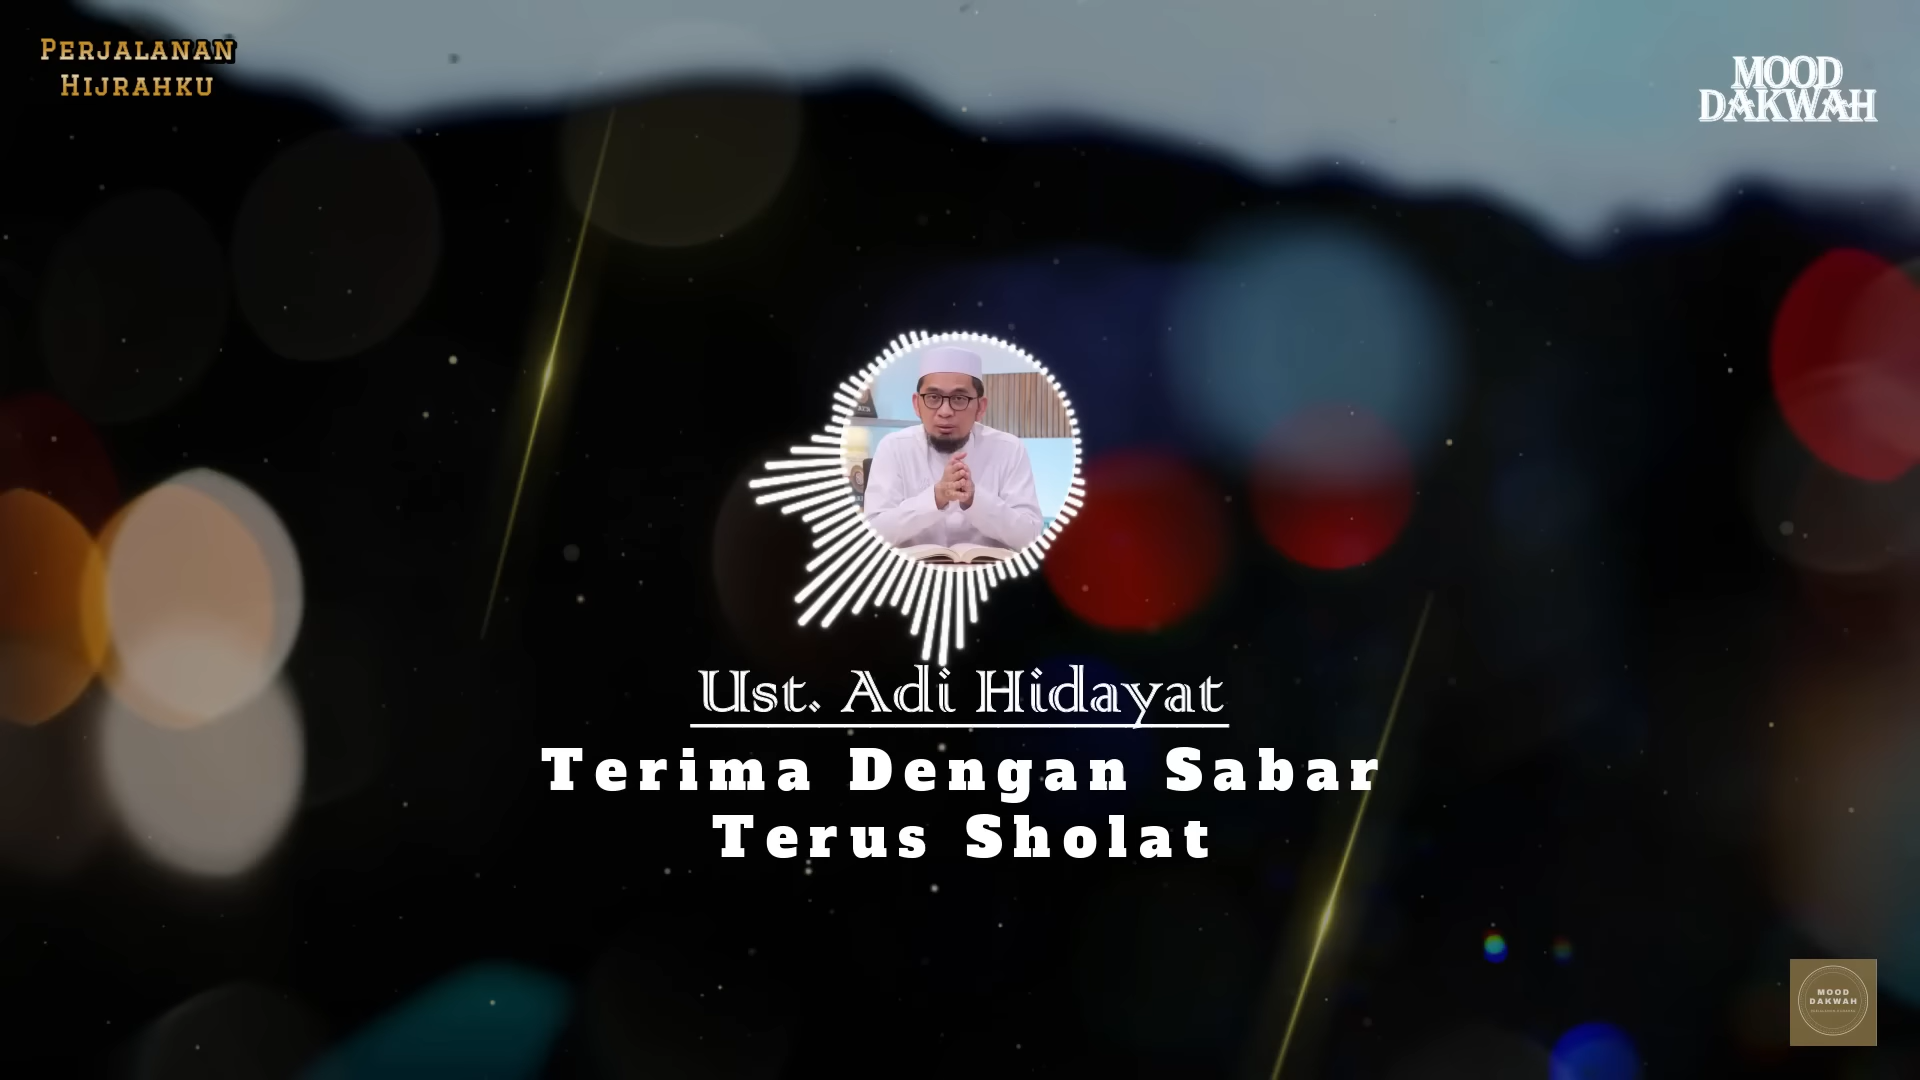 Perjalanan
Hijrahku
MOOD
DAKWAH
Ust. Adi Hidayat
Terima Dengan Sabar
Terus Sholat
MOOD
DAKWAH